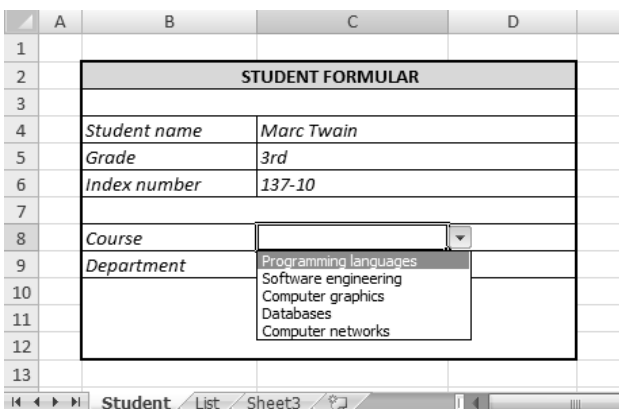 A B C D
1
2 STUDENT FORMULAR
3
4 Student name Marc Twain
5 Grade 3rd
6 Index number 137-10
7
8 Course
9 Department Programming languages
Software engineering
10 Computer graphics
11 Databases
Computer networks
12
13
Student List Sheet3